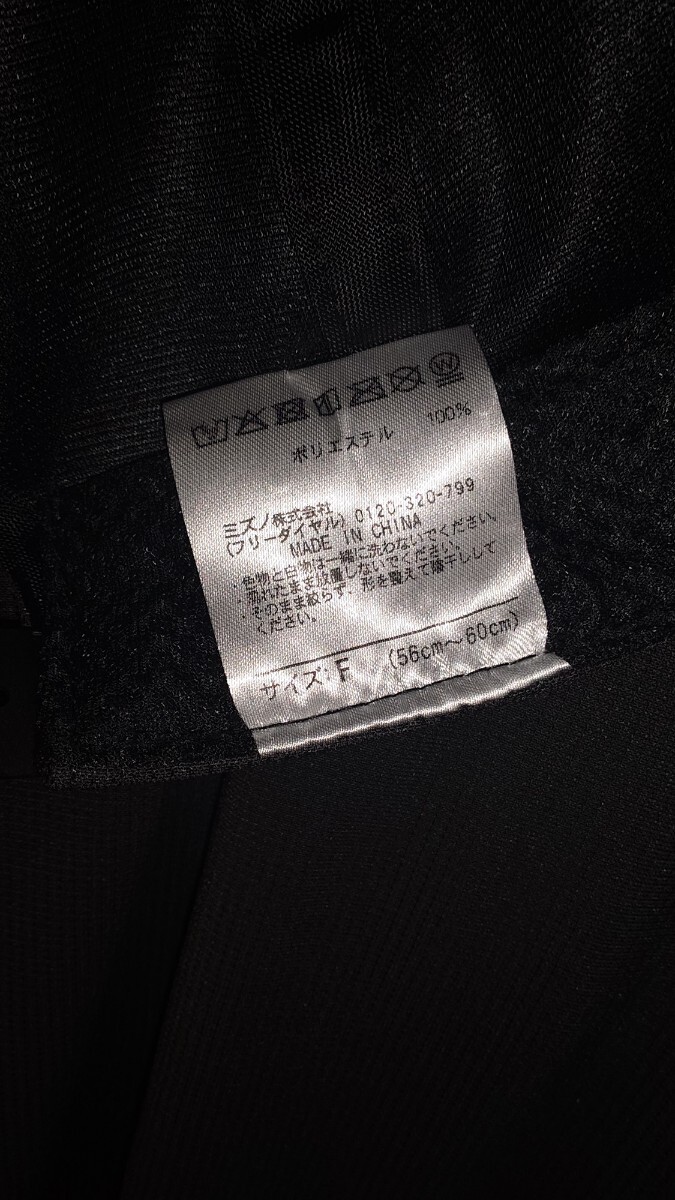 ポリエステル 100%
ミズノ株式会社
(フリーダイヤル) 0120-320-799
MADE IN CHINA
・色物と白物は一緒に洗わないでください。
・濡れたまま放置しないでください。
・そのまま絞らず、形を整えて陰干しして
ください。
サイズ:F (56cm～60cm)